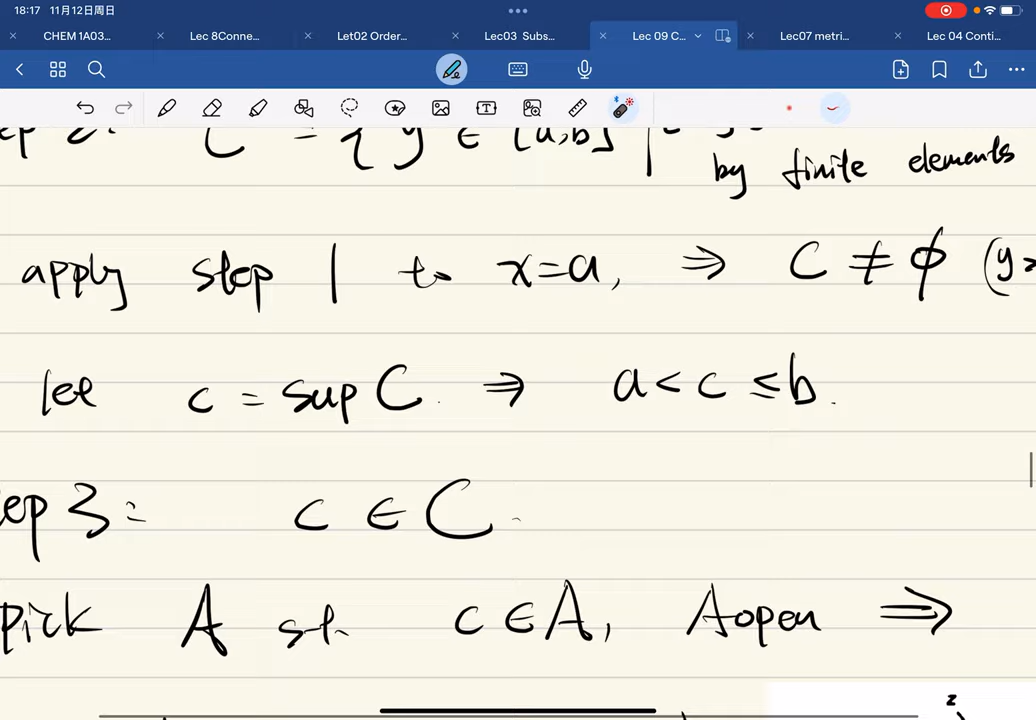 18:17 11月12日周日
CHEM 1A03... Lec 8Conne... Let02 Order... Lec03 Subs... Lec 09 C... Lec07 metri... Lec 04 Conti...
C = { y ∈ [a,b] |
by finite elements
apply step 1 to x=a, ⇒ C ≠ ϕ (y>
let c = sup C. ⇒ a < c ≤ b.
ep 3: c ∈ C.
pick A s.t. c ∈ A, A open ⇒
z